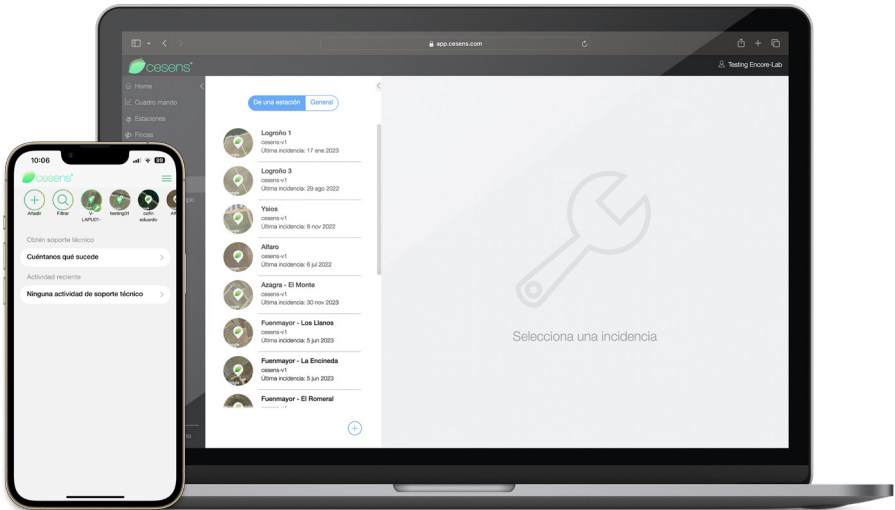 app.cesens.com
cesens®
Testing Encore-Lab
Home
Cuadro mando
Estaciones
Fincas
De una estación
General
Logroño 1
cesens-v1
Última incidencia: 17 ene 2023
Logroño 3
cesens-v1
Última incidencia: 29 ago 2022
Ysios
cesens-v1
Última incidencia: 8 nov 2022
Alfaro
cesens-v1
Última incidencia: 6 jul 2022
Azagra - El Monte
cesens-v1
Última incidencia: 30 nov 2023
Fuenmayor - Los Llanos
cesens-v1
Última incidencia: 5 jun 2023
Fuenmayor - La Encineda
cesens-v1
Última incidencia: 5 jun 2023
Fuenmayor - El Romeral
Selecciona una incidencia
10:06
cesens®
Añadir
Filtrar
V-LAPU01-
testing01
cofin eduardo
Obtén soporte técnico
Cuéntanos qué sucede
Actividad reciente
Ninguna actividad de soporte técnico